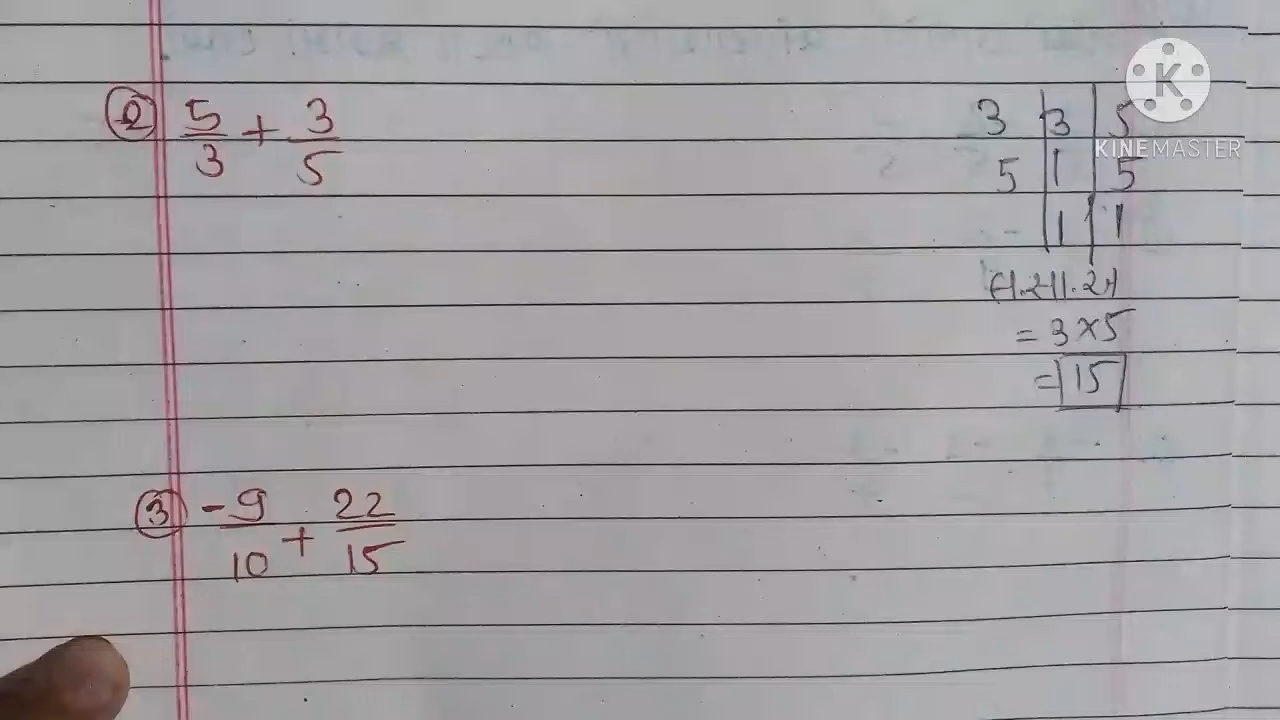 ② 5/3 + 3/5
3 | 3 | 5
5 | 1 | 5
1 | 1
= 3 × 5
= 15
③ -9/10 + 22/15
K
KINEMASTER